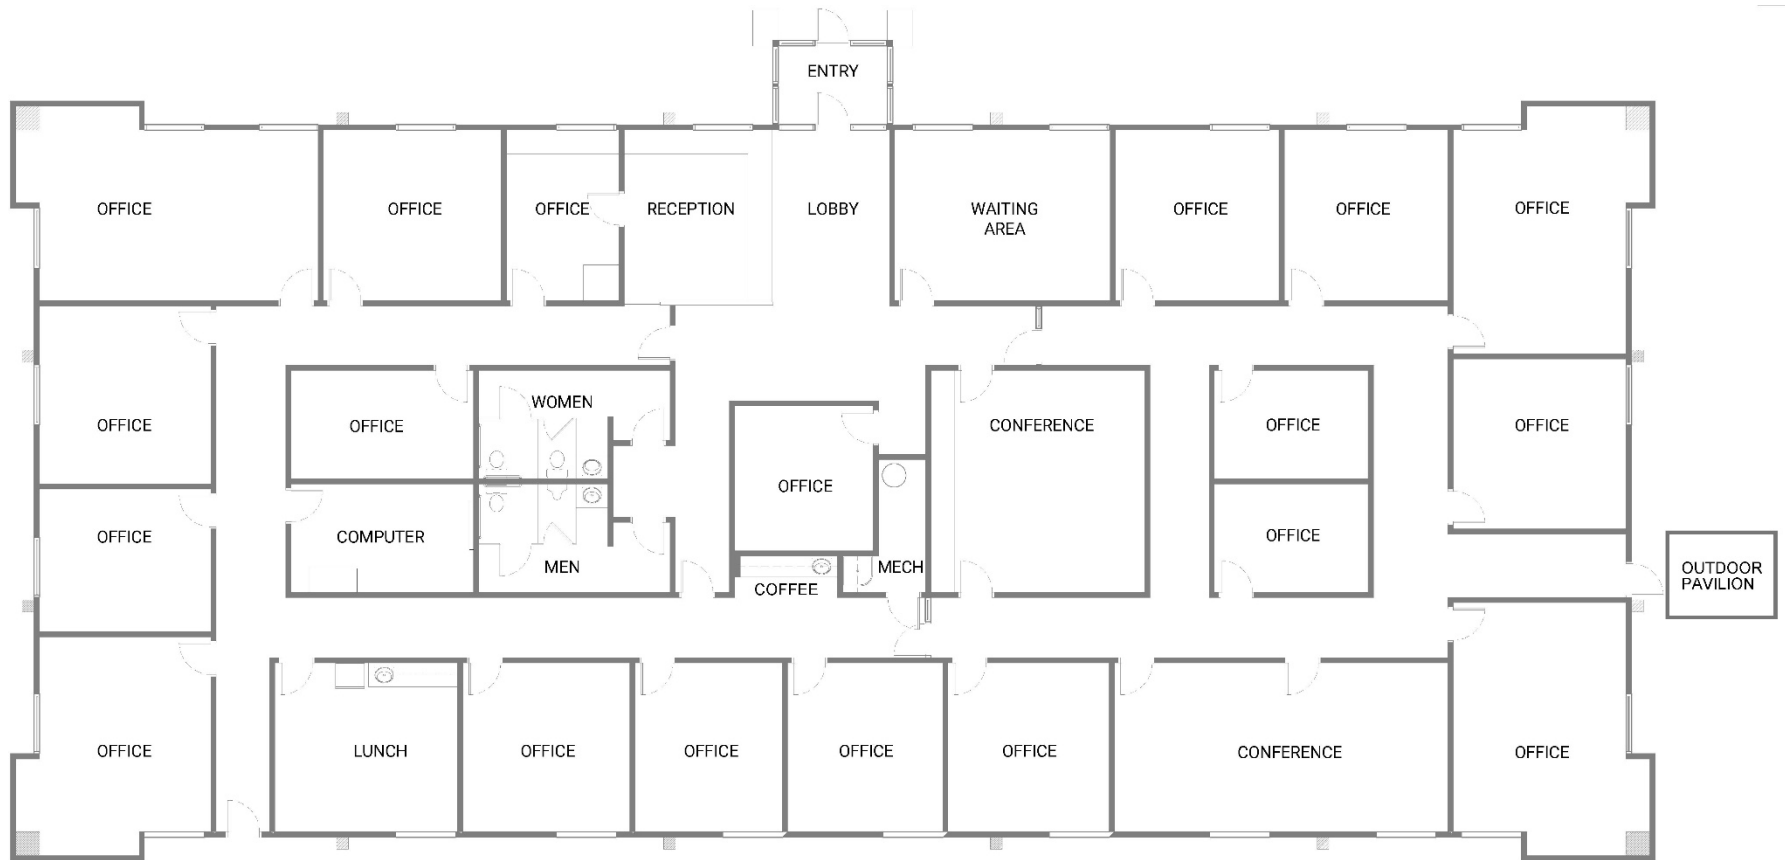 ENTRY
OFFICE
OFFICE
OFFICE
RECEPTION
LOBBY
WAITING
AREA
OFFICE
OFFICE
OFFICE
OFFICE
OFFICE
WOMEN
CONFERENCE
OFFICE
OFFICE
OFFICE
OFFICE
COMPUTER
OFFICE
OFFICE
MEN
COFFEE
MECH
OUTDOOR
PAVILION
OFFICE
LUNCH
OFFICE
OFFICE
OFFICE
OFFICE
CONFERENCE
OFFICE